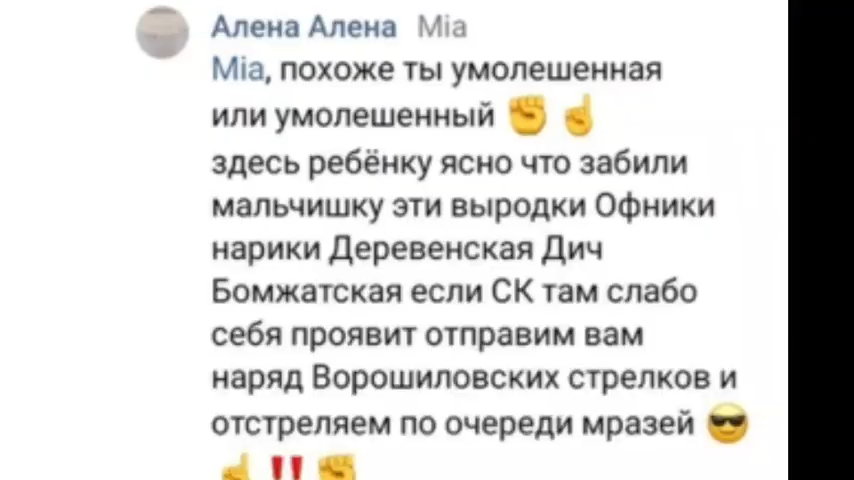 Алена Алена Mia
Mia, похоже ты умолешенная
или умолешенный ✊☝
здесь ребёнку ясно что забили
мальчишку эти выродки Офники
нарики Деревенская Дич
Бомжатская если СК там слабо
себя проявит отправим вам
наряд Ворошиловских стрелков и
отстреляем по очереди мразей 😎
☝‼✊